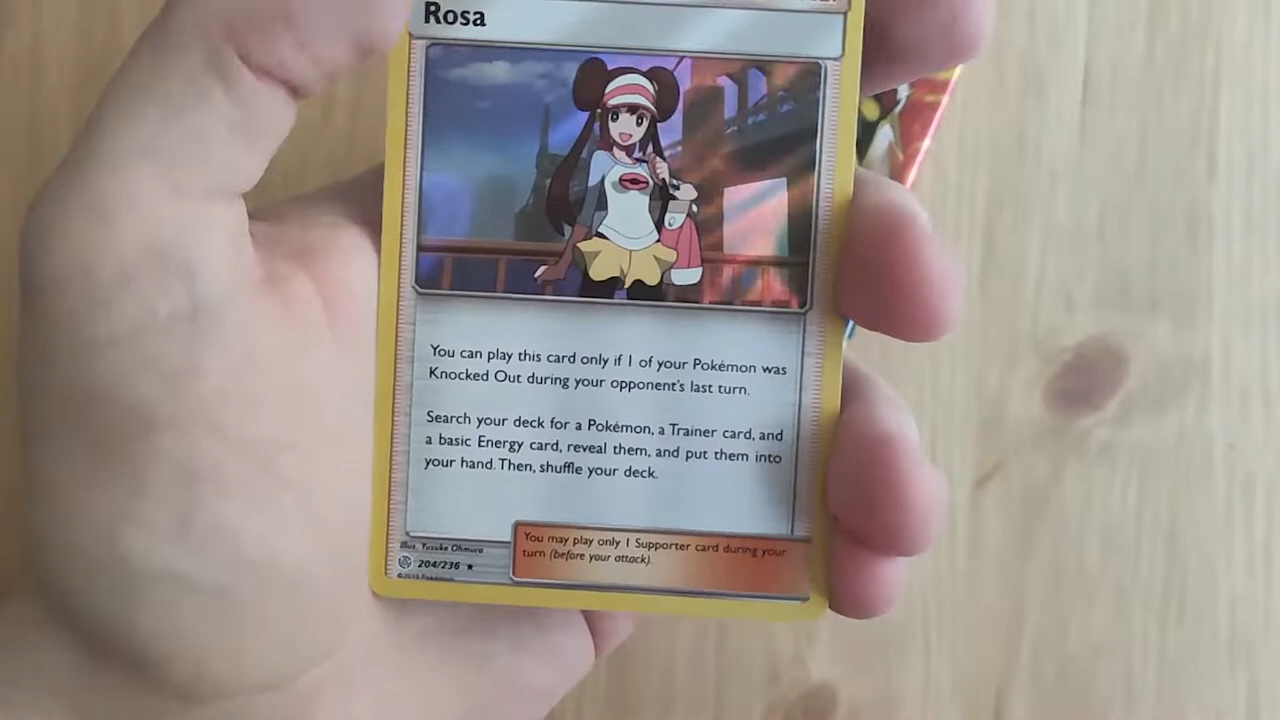 Rosa
You can play this card only if 1 of your Pokémon was
Knocked Out during your opponent's last turn.
Search your deck for a Pokémon, a Trainer card, and
a basic Energy card, reveal them, and put them into
your hand. Then, shuffle your deck.
You may play only 1 Supporter card during your
turn (before your attack).
Illus. Yusuke Ohmura
204/236 ★
©2019 Pokémon